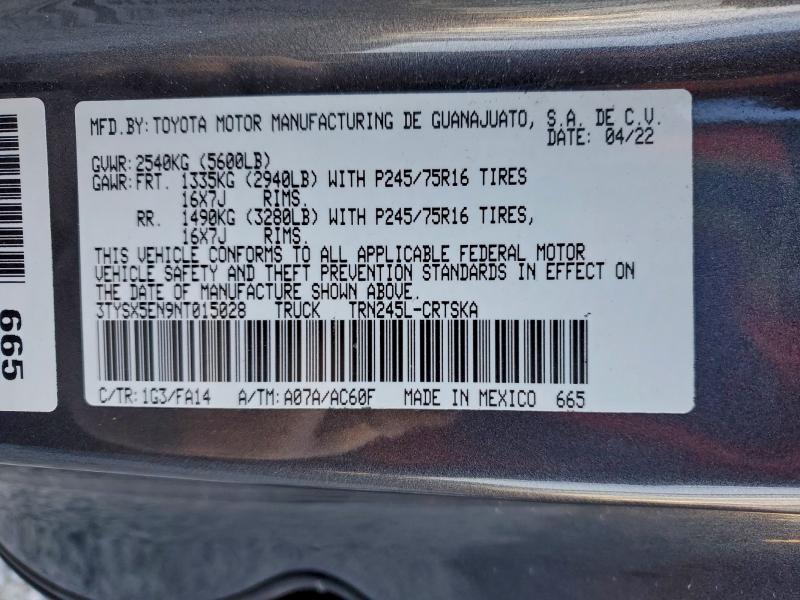 MFD.BY: TOYOTA MOTOR MANUFACTURING DE GUANAJUATO, S.A. DE C.V.
DATE: 04/22
GVWR: 2540KG (5600LB)
GAWR: FRT. 1335KG (2940LB) WITH P245/75R16 TIRES
16X7J RIMS.
RR. 1490KG (3280LB) WITH P245/75R16 TIRES,
16X7J RIMS.
THIS VEHICLE CONFORMS TO ALL APPLICABLE FEDERAL MOTOR
VEHICLE SAFETY AND THEFT PREVENTION STANDARDS IN EFFECT ON
THE DATE OF MANUFACTURE SHOWN ABOVE.
3TYSX5EN9NT015028 TRUCK TRN245L-CRTSKA
C/TR: 1G3/FA14 A/TM: A07A/AC60F MADE IN MEXICO 665
665